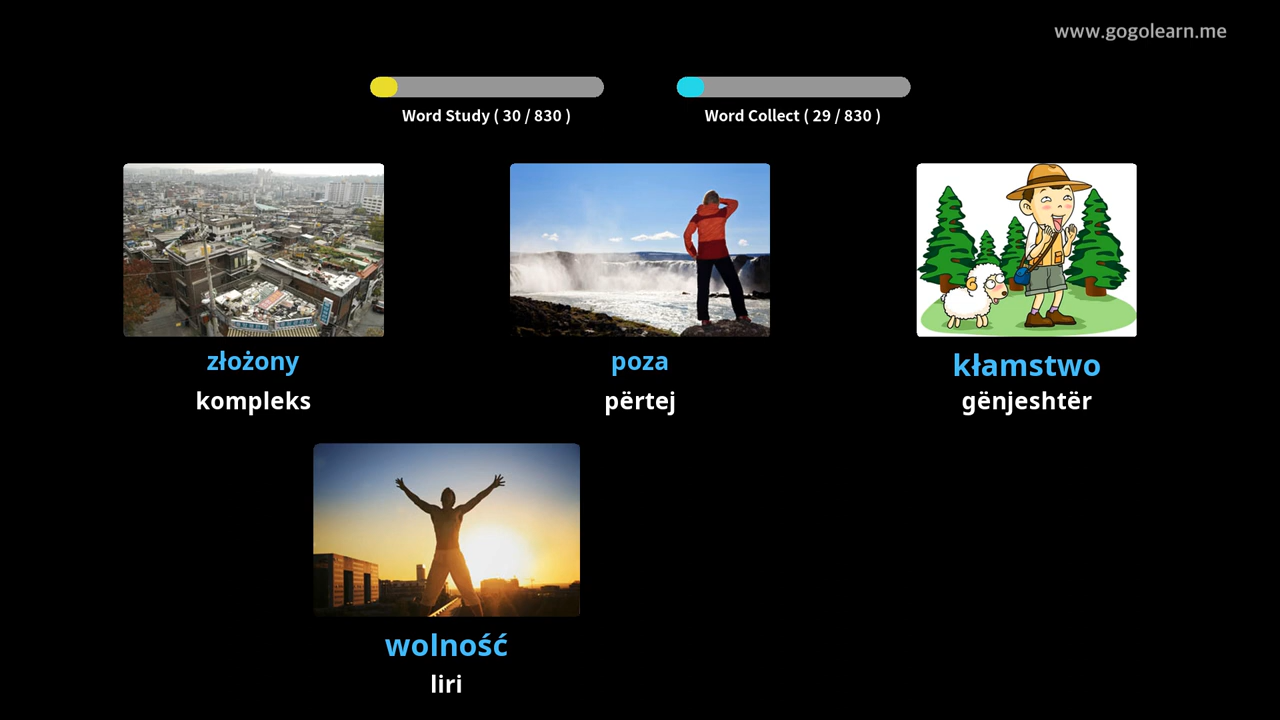 www.gogolearn.me
Word Study ( 30 / 830 )
Word Collect ( 29 / 830 )
złożony
kompleks
poza
përtej
kłamstwo
gënjeshtër
wolność
liri